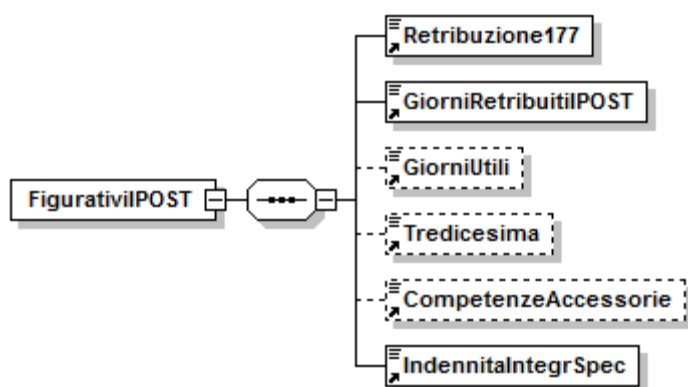 Retribuzione177
GiorniRetribuitiIPOST
GiorniUtili
FigurativiIPOST
Tredicesima
CompetenzeAccessorie
IndennitaIntegrSpec